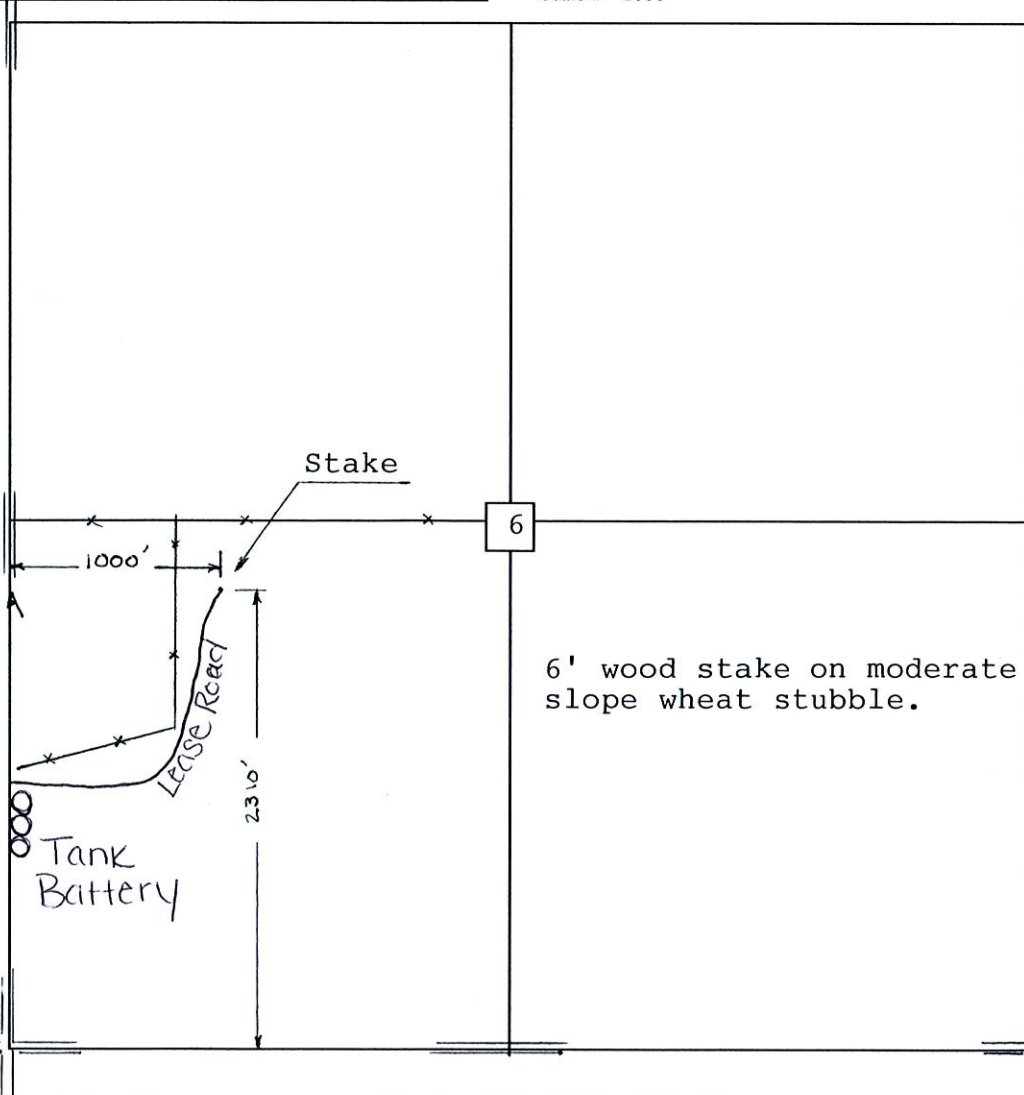 Stake
6
1000'
6' wood stake on moderate
slope wheat stubble.
Lease Road
2310'
Tank
Battery